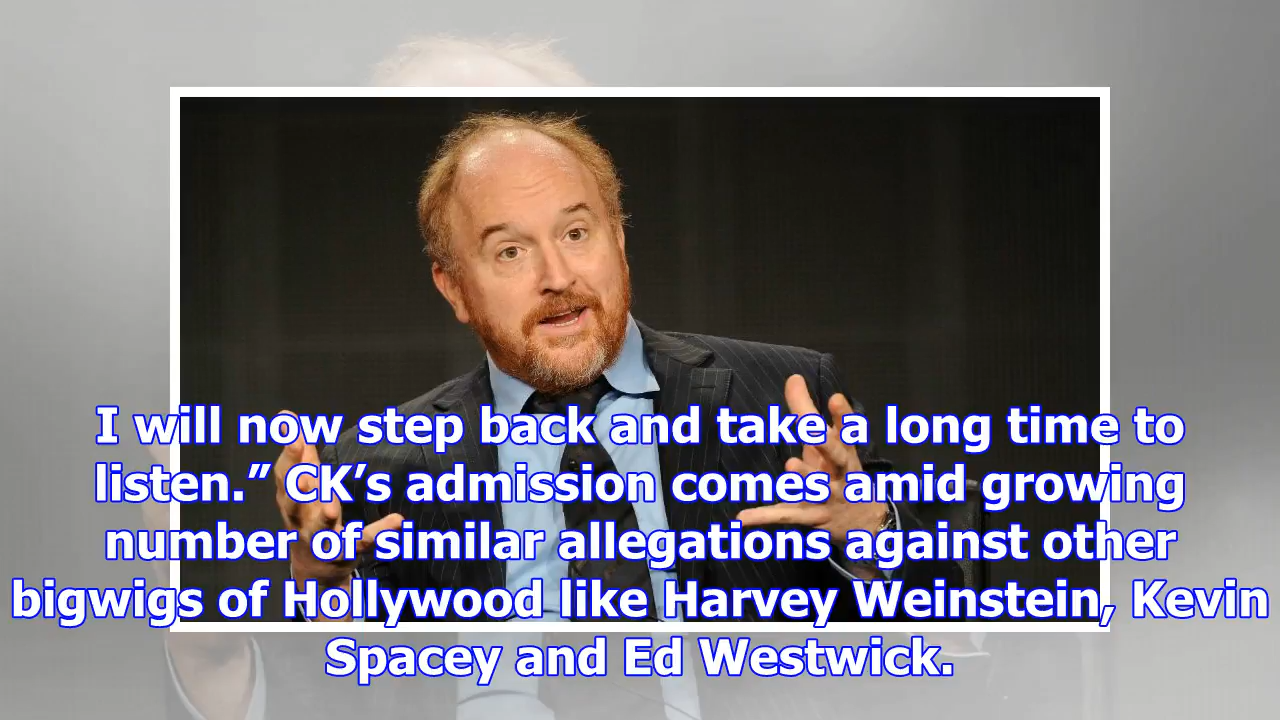 I will now step back and take a long time to
listen.” CK’s admission comes amid growing
number of similar allegations against other
bigwigs of Hollywood like Harvey Weinstein, Kevin
Spacey and Ed Westwick.